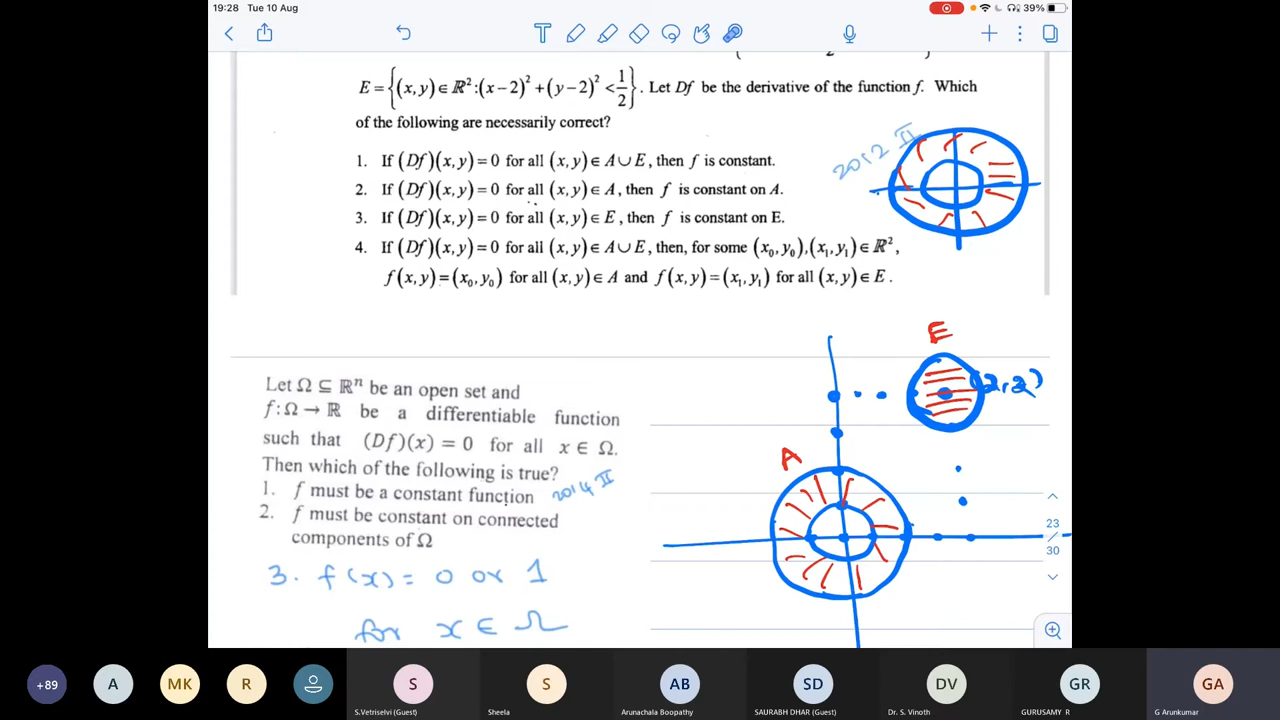 19:28 Tue 10 Aug
39%
E = {(x, y) ∈ ℝ² : (x−2)² + (y−2)² < 1/2}. Let Df be the derivative of the function f. Which
of the following are necessarily correct?
2012 II
1. If (Df)(x, y) = 0 for all (x, y) ∈ A ∪ E, then f is constant.
2. If (Df)(x, y) = 0 for all (x, y) ∈ A, then f is constant on A.
3. If (Df)(x, y) = 0 for all (x, y) ∈ E, then f is constant on E.
4. If (Df)(x, y) = 0 for all (x, y) ∈ A ∪ E, then, for some (x₀, y₀), (x₁, y₁) ∈ ℝ²,
f(x, y) = (x₀, y₀) for all (x, y) ∈ A and f(x, y) = (x₁, y₁) for all (x, y) ∈ E.
E
(2,2)
A
Let Ω ⊆ ℝⁿ be an open set and
f: Ω → ℝ be a differentiable function
such that (Df)(x) = 0 for all x ∈ Ω.
Then which of the following is true?
1. f must be a constant function 2014 II
2. f must be constant on connected
components of Ω
3. f(x) = 0 or 1
for x ∈ Ω
23
30
+89
A
MK
R
S
S.Vetriselvi (Guest)
S
Sheela
AB
Arunachala Boopathy
SD
SAURABH DHAR (Guest)
DV
Dr. S. Vinoth
GR
GURUSAMY R
GA
G Arunkumar